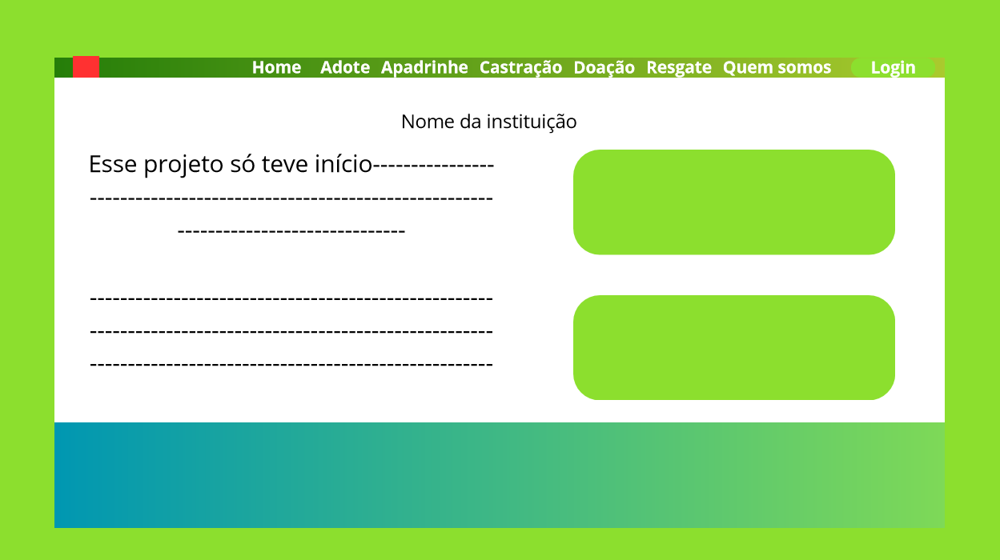 Home Adote Apadrinhe Castração Doação Resgate Quem somos Login
Nome da instituição
Esse projeto só teve início----------------
-----------------------------------------------------
------------------------------
-----------------------------------------------------
-----------------------------------------------------
-----------------------------------------------------